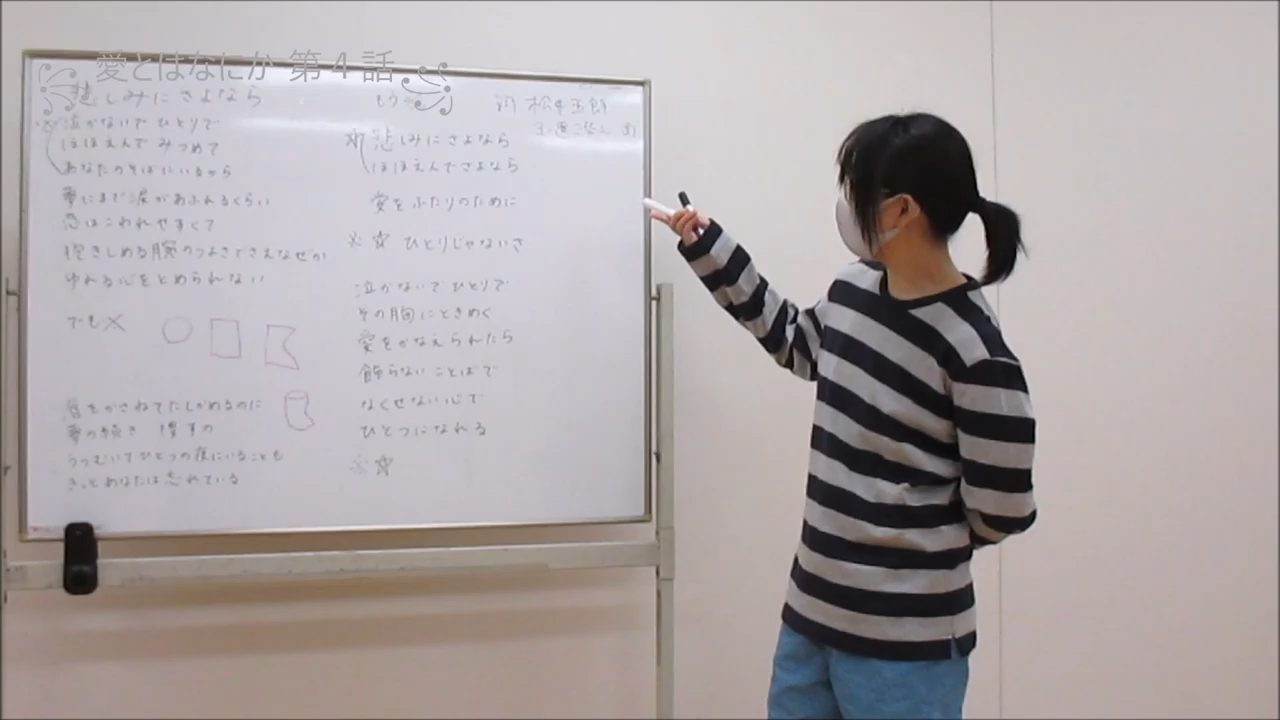 愛とはなにか 第4話
悲しみにさよなら
泣かないで ひとりで
ほほえんで みつめて
あなたのそばにいるから
夢にまで涙があふれるくらい
恋はこわれやすくて
抱きしめる腕のつよさでさえなぜか
ゆれる心をとめられない
でも※
唇をかさねてたしかめるのに
夢の続き 捜すの
うつむいてひとつの夜にいることも
きっとあなたは忘れている
もう
詞 松井五郎
玉置浩二 曲
☆悲しみにさよなら
ほほえんでさよなら
愛をふたりのために
※ ☆ ひとりじゃないさ
泣かないで ひとりで
その胸にときめく
愛をかなえられたら
飾らない ことばで
なくせない心で
ひとつになれる
※☆